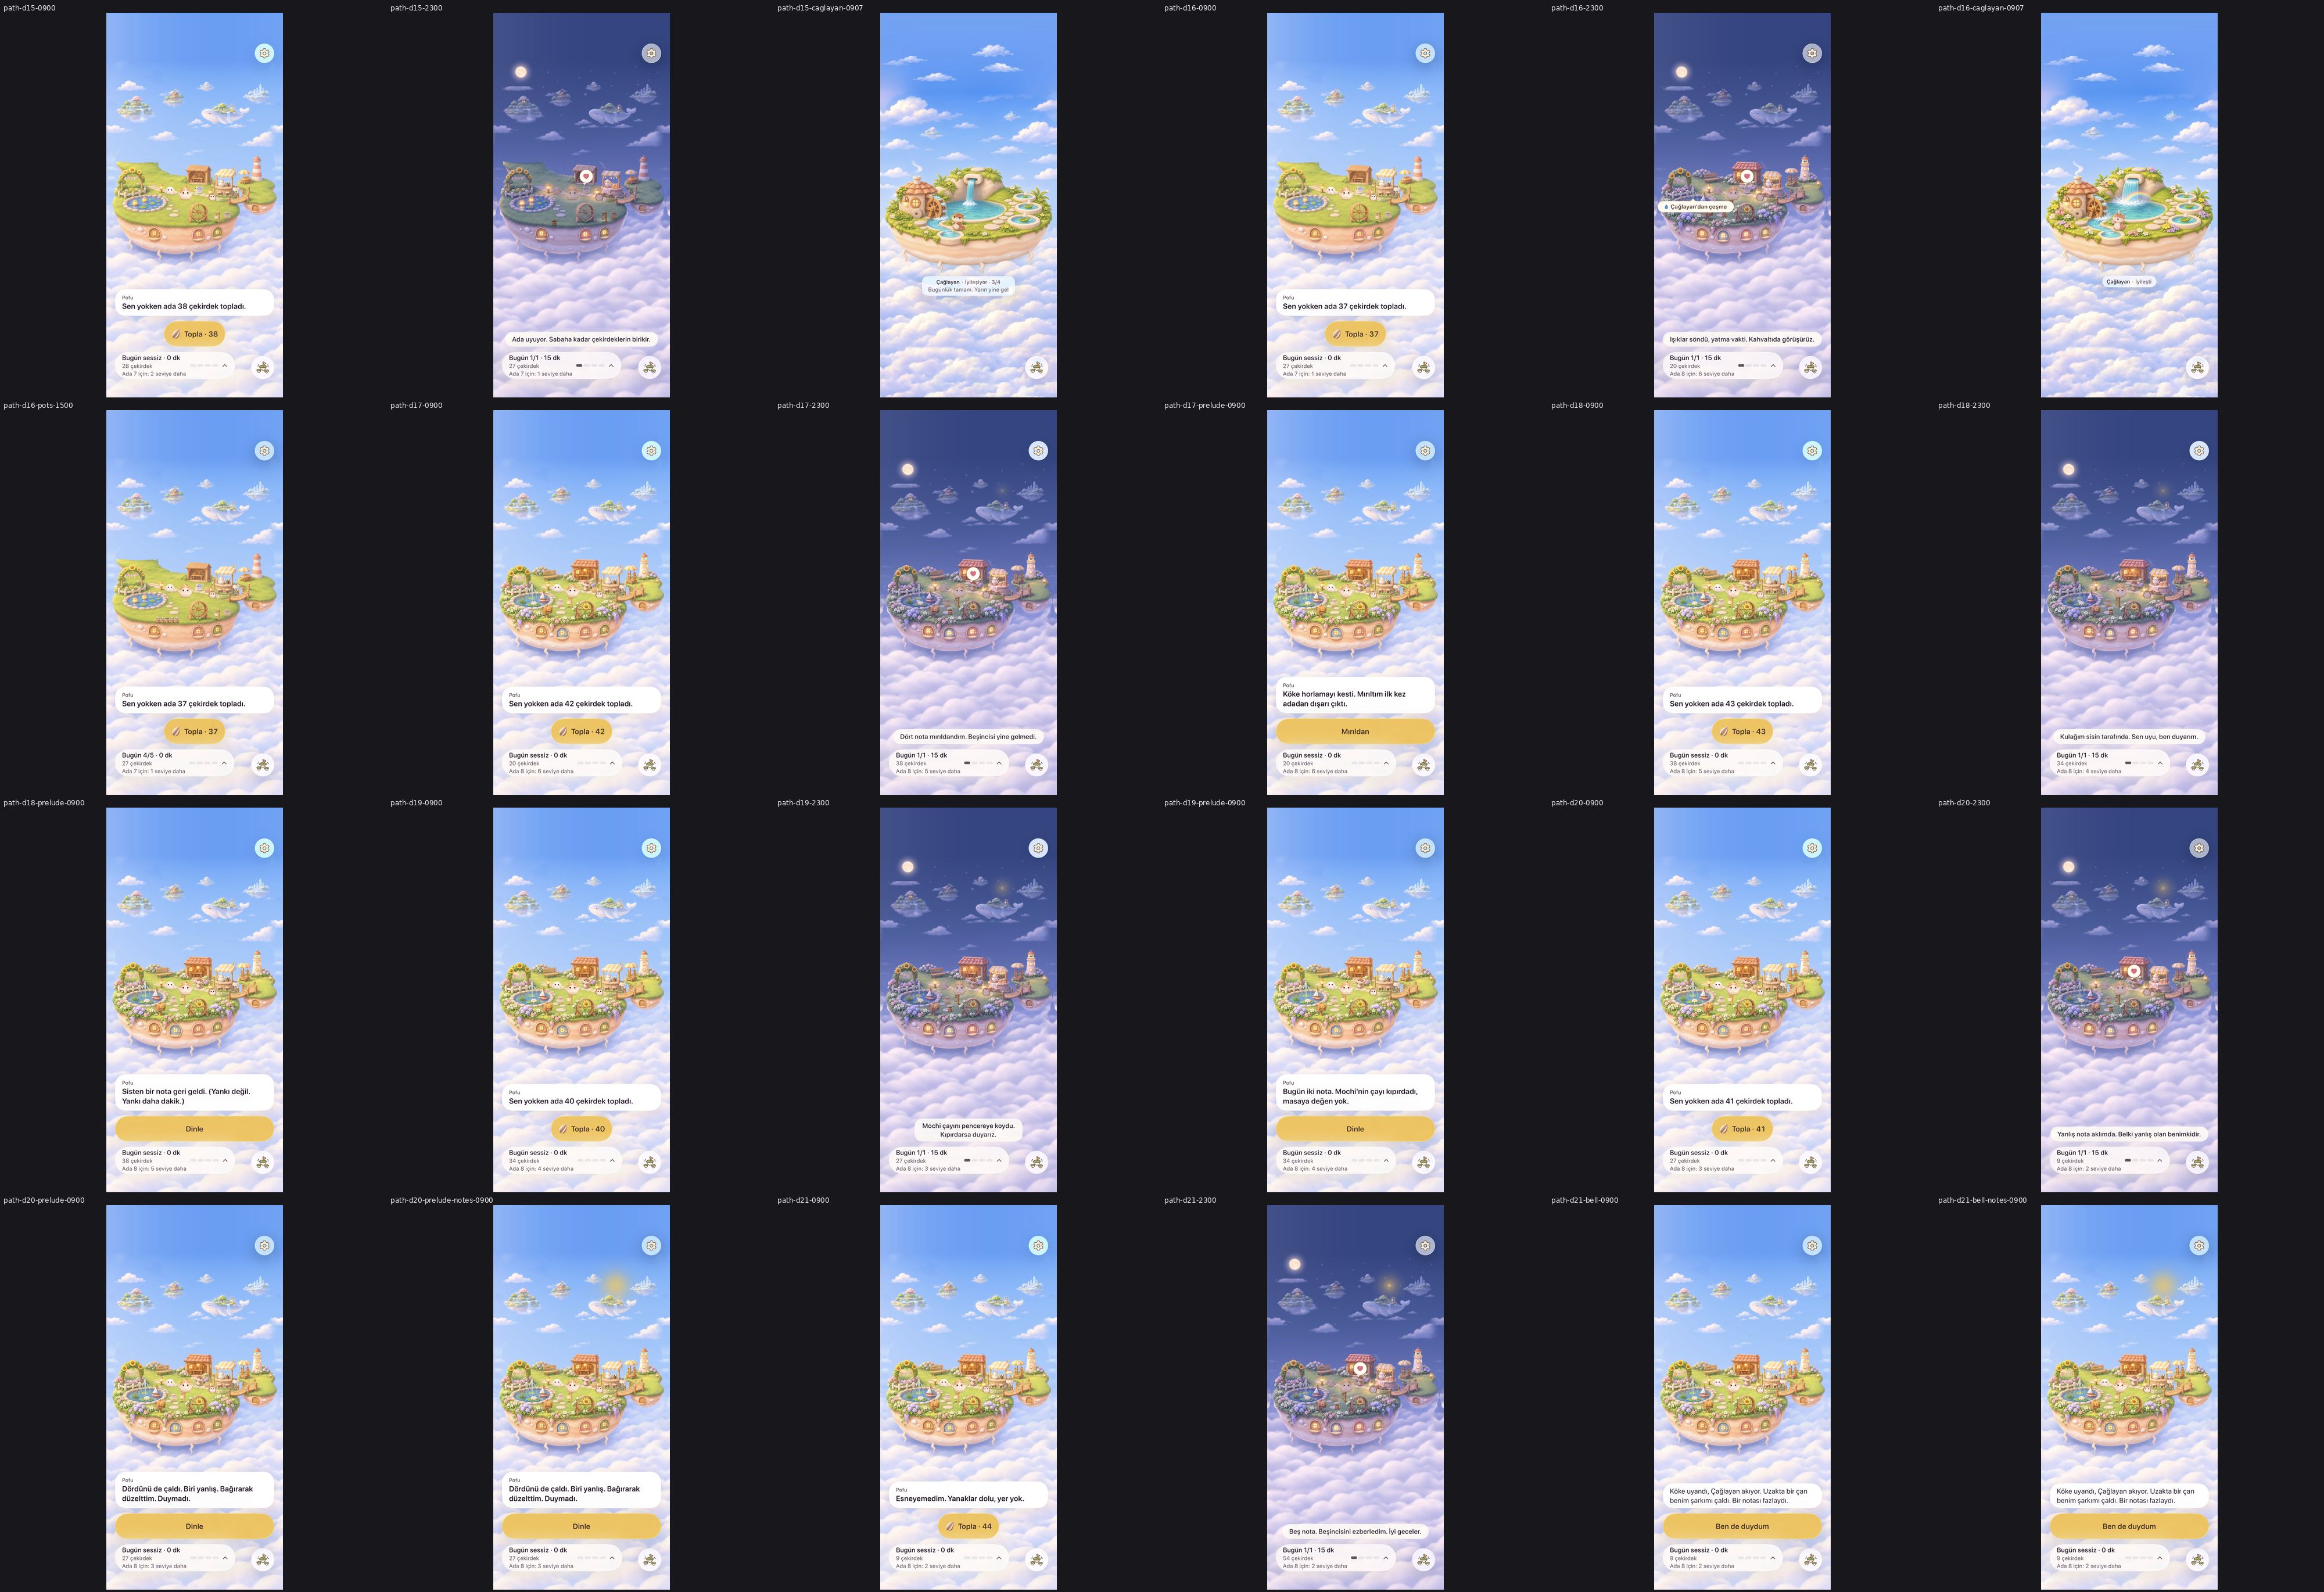 path-d15-0900
Pofu
Sen yokken ada 38 çekirdek topladı.
Topla · 38
Bugün sessiz · 0 dk
28 çekirdek
Ada 7 için: 2 seviye daha
path-d15-2300
Ada uyuyor. Sabaha kadar çekirdeklerin birikir.
Bugün 1/1 · 15 dk
27 çekirdek
Ada 7 için: 1 seviye daha
path-d15-caglayan-0907
Çağlayan · İyileşiyor · 3/4
Bugünlük tamam. Yarın yine gel
path-d16-0900
Pofu
Sen yokken ada 37 çekirdek topladı.
Topla · 37
Bugün sessiz · 0 dk
27 çekirdek
Ada 7 için: 1 seviye daha
path-d16-2300
Çağlayan'dan çeşme
Işıklar söndü, yatma vakti. Kahvaltıda görüşürüz.
Bugün 1/1 · 15 dk
20 çekirdek
Ada 8 için: 6 seviye daha
path-d16-caglayan-0907
Çağlayan · İyileşti
path-d16-pots-1500
Pofu
Sen yokken ada 37 çekirdek topladı.
Topla · 37
Bugün 4/5 · 0 dk
27 çekirdek
Ada 7 için: 1 seviye daha
path-d17-0900
Pofu
Sen yokken ada 42 çekirdek topladı.
Topla · 42
Bugün sessiz · 0 dk
20 çekirdek
Ada 8 için: 6 seviye daha
path-d17-2300
Dört nota mırıldandım. Beşincisi yine gelmedi.
Bugün 1/1 · 15 dk
38 çekirdek
Ada 8 için: 5 seviye daha
path-d17-prelude-0900
Pofu
Köke horlamayı kesti. Mırıltım ilk kez
adadan dışarı çıktı.
Mırıldan
Bugün sessiz · 0 dk
20 çekirdek
Ada 8 için: 6 seviye daha
path-d18-0900
Pofu
Sen yokken ada 43 çekirdek topladı.
Topla · 43
Bugün sessiz · 0 dk
38 çekirdek
Ada 8 için: 5 seviye daha
path-d18-2300
Kulağım sisin tarafında. Sen uyu, ben duyarım.
Bugün 1/1 · 15 dk
34 çekirdek
Ada 8 için: 4 seviye daha
path-d18-prelude-0900
Pofu
Sisten bir nota geri geldi. (Yankı değil.
Yankı daha dakik.)
Dinle
Bugün sessiz · 0 dk
38 çekirdek
Ada 8 için: 5 seviye daha
path-d19-0900
Pofu
Sen yokken ada 40 çekirdek topladı.
Topla · 40
Bugün sessiz · 0 dk
34 çekirdek
Ada 8 için: 4 seviye daha
path-d19-2300
Mochi çayını pencereye koydu.
Kıpırdarsa duyarız.
Bugün 1/1 · 15 dk
27 çekirdek
Ada 8 için: 3 seviye daha
path-d19-prelude-0900
Pofu
Bugün iki nota. Mochi'nin çayı kıpırdadı,
masaya değen yok.
Dinle
Bugün sessiz · 0 dk
34 çekirdek
Ada 8 için: 4 seviye daha
path-d20-0900
Pofu
Sen yokken ada 41 çekirdek topladı.
Topla · 41
Bugün sessiz · 0 dk
27 çekirdek
Ada 8 için: 3 seviye daha
path-d20-2300
Yanlış nota aklımda. Belki yanlış olan benimkidir.
Bugün 1/1 · 15 dk
9 çekirdek
Ada 8 için: 2 seviye daha
path-d20-prelude-0900
Pofu
Dördünü de çaldı. Biri yanlış. Bağırarak
düzelttim. Duymadı.
Dinle
Bugün sessiz · 0 dk
27 çekirdek
Ada 8 için: 3 seviye daha
path-d20-prelude-notes-0900
Pofu
Dördünü de çaldı. Biri yanlış. Bağırarak
düzelttim. Duymadı.
Dinle
Bugün sessiz · 0 dk
27 çekirdek
Ada 8 için: 3 seviye daha
path-d21-0900
Pofu
Esneyemedim. Yanaklar dolu, yer yok.
Topla · 44
Bugün sessiz · 0 dk
9 çekirdek
Ada 8 için: 2 seviye daha
path-d21-2300
Beş nota. Beşincisini ezberledim. İyi geceler.
Bugün 1/1 · 15 dk
54 çekirdek
Ada 8 için: 2 seviye daha
path-d21-bell-0900
Köke uyandı, Çağlayan akıyor. Uzakta bir çan
benim şarkımı çaldı. Bir notası fazlaydı.
Ben de duydum
Bugün sessiz · 0 dk
9 çekirdek
Ada 8 için: 2 seviye daha
path-d21-bell-notes-0900
Köke uyandı, Çağlayan akıyor. Uzakta bir çan
benim şarkımı çaldı. Bir notası fazlaydı.
Ben de duydum
Bugün sessiz · 0 dk
9 çekirdek
Ada 8 için: 2 seviye daha